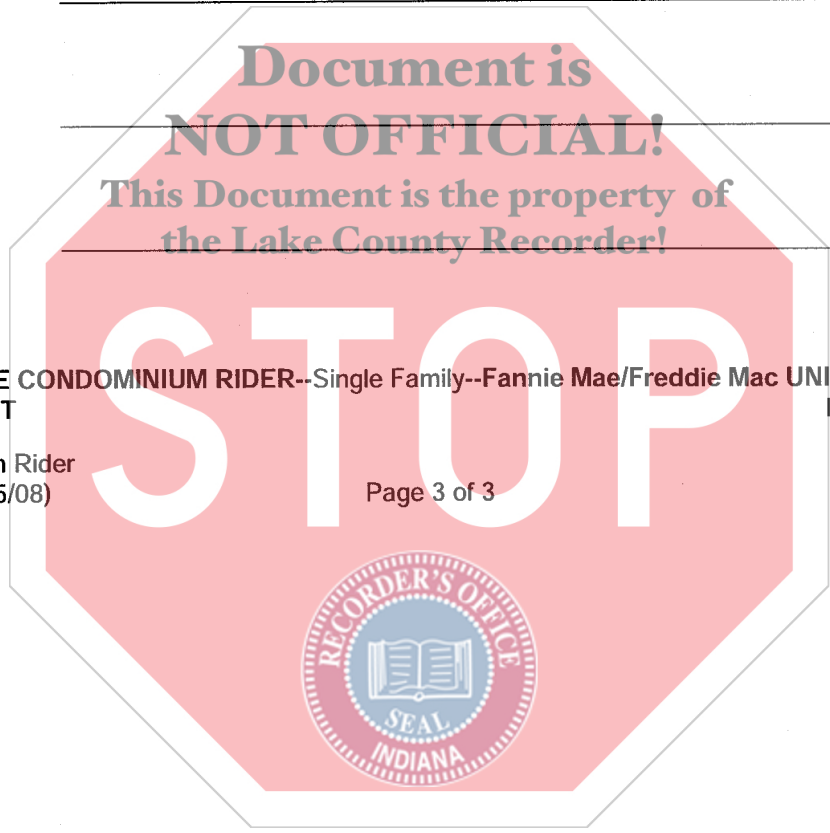 Document is
NOT OFFICIAL!
This Document is the property of
the Lake County Recorder!
STOP
E CONDOMINIUM RIDER--Single Family--Fannie Mae/Freddie Mac UNI
T
n Rider
5/08)
Page 3 of 3
RECORDER'S OFFICE
SEAL
INDIANA